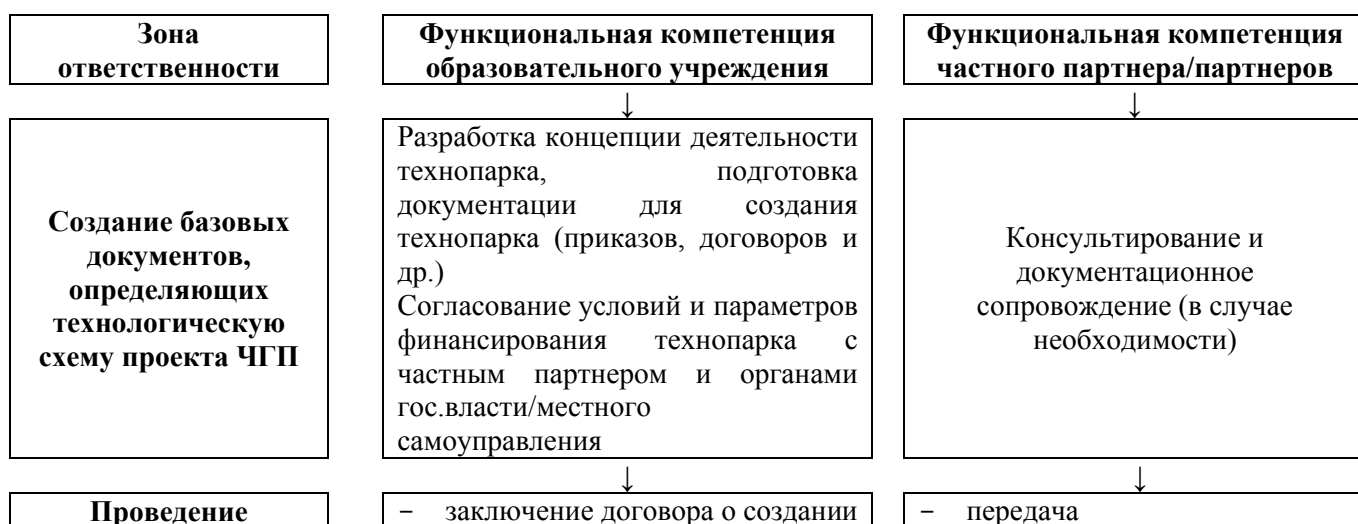 Зона
ответственности
Функциональная компетенция
образовательного учреждения
Функциональная компетенция
частного партнера/партнеров
↓
↓
Создание базовых
документов,
определяющих
технологическую
схему проекта ЧГП
Разработка концепции деятельности
технопарка, подготовка
документации для создания
технопарка (приказов, договоров и
др.)
Согласование условий и параметров
финансирования технопарка с
частным партнером и органами
гос.власти/местного
самоуправления
Консультирование и
документационное
сопровождение (в случае
необходимости)
↓
↓
Проведение
− заключение договора о создании
− передача